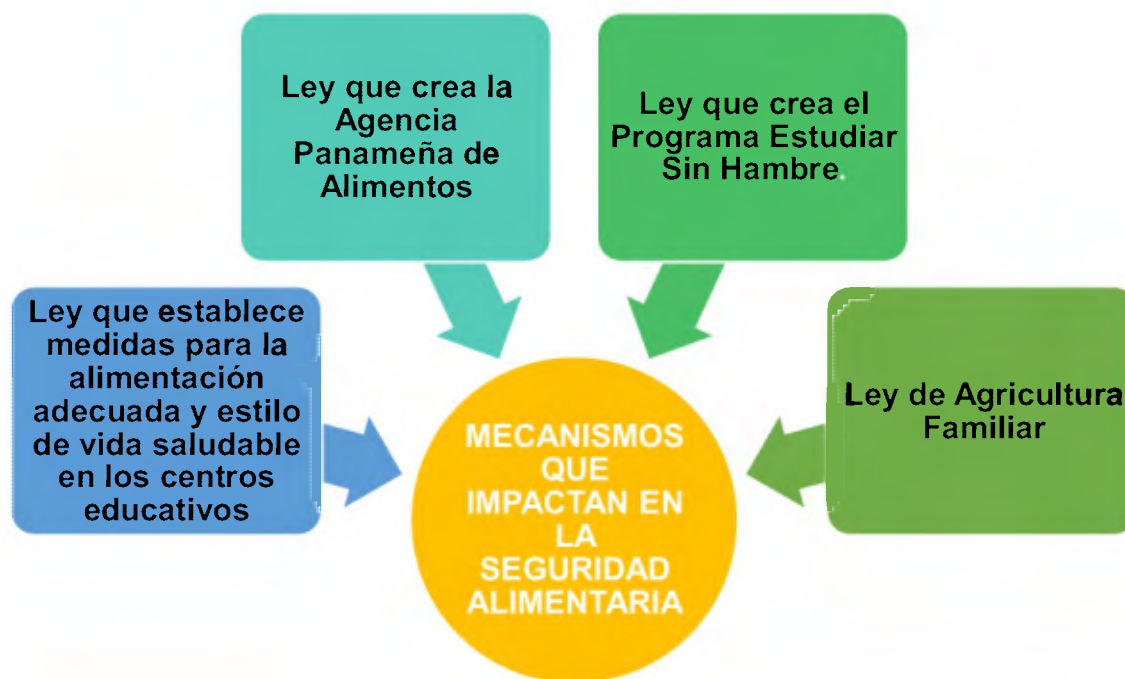 Ley que crea la
Agencia
Panameña de
Alimentos
Ley que crea el
Programa Estudiar
Sin Hambre.
Ley que establece
medidas para la
alimentación
adecuada y estilo
de vida saludable
en los centros
educativos
Ley de Agricultura
Familiar
MECANISMOS
QUE
IMPACTAN EN
LA
SEGURIDAD
ALIMENTARIA